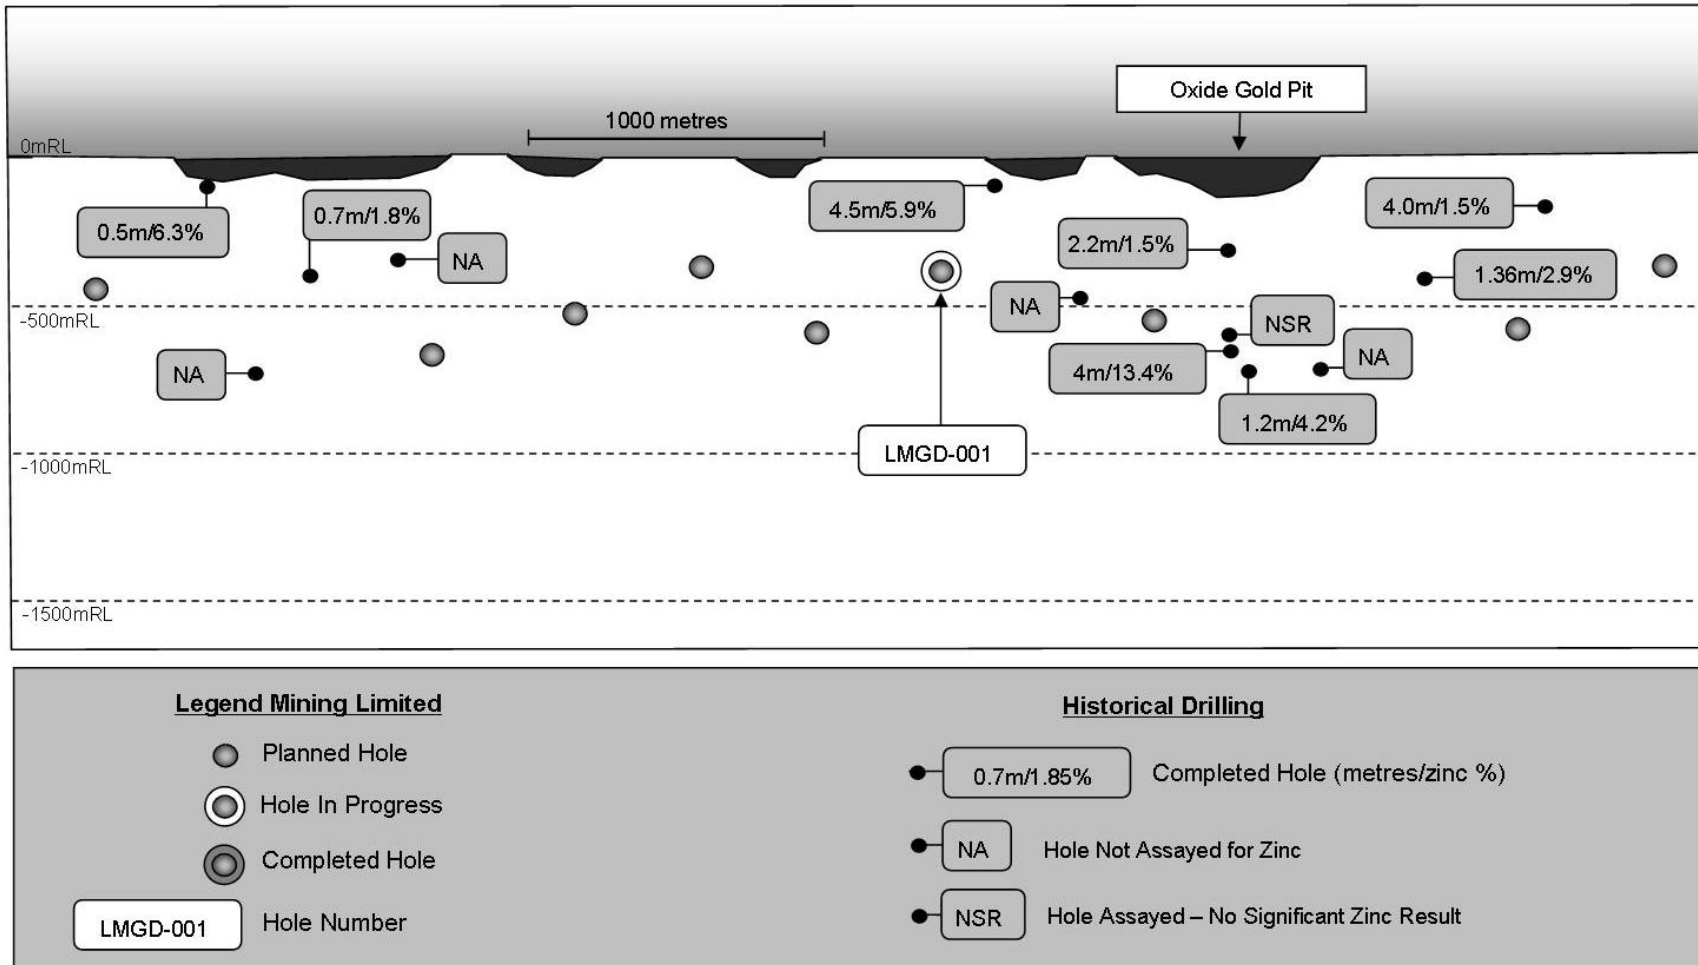 Oxide Gold Pit
1000 metres
0mRL
0.5m/6.3%
0.7m/1.8%
NA
4.5m/5.9%
2.2m/1.5%
4.0m/1.5%
1.36m/2.9%
-500mRL
NA
NSR
NA
4m/13.4%
NA
1.2m/4.2%
LMGD-001
-1000mRL
-1500mRL
Legend Mining Limited
Planned Hole
Hole In Progress
Completed Hole
LMGD-001 Hole Number
Historical Drilling
0.7m/1.85% Completed Hole (metres/zinc %)
NA Hole Not Assayed for Zinc
NSR Hole Assayed – No Significant Zinc Result